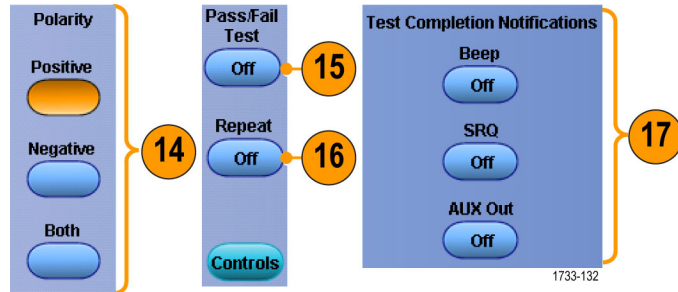 Polarity
Positive
Negative
Both
14
Pass/Fail
Test
Off
15
Repeat
Off
16
Controls
Test Completion Notifications
Beep
Off
SRQ
Off
AUX Out
Off
17
1733-132